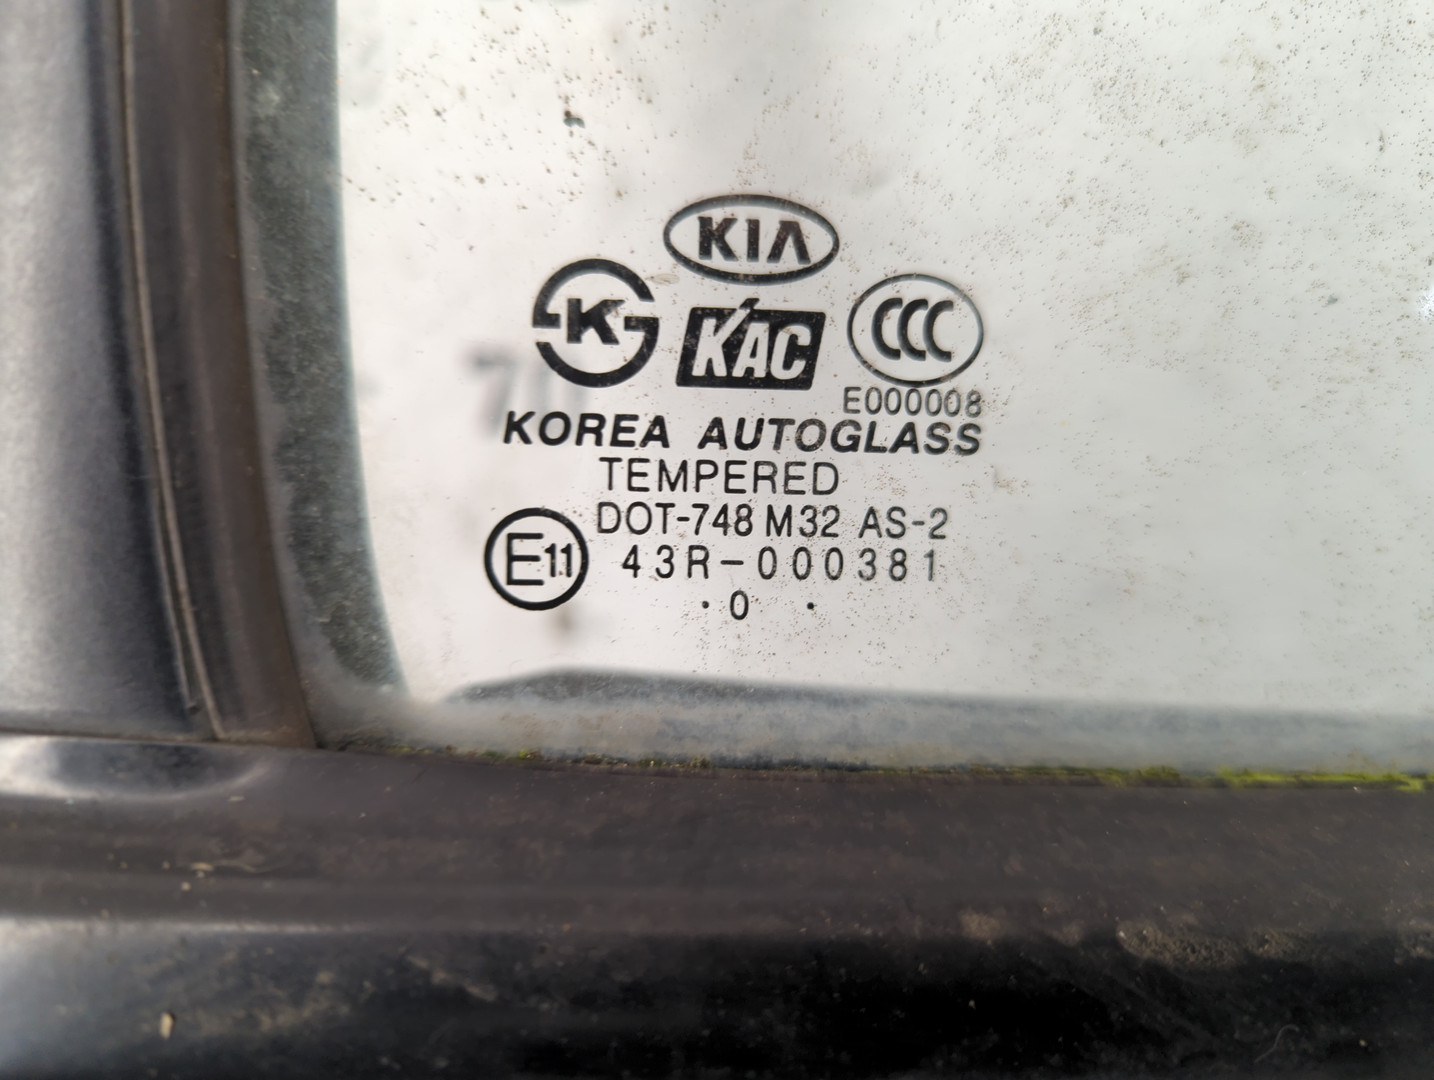 KIA
K
KAC
CCC
E000008
KOREA AUTOGLASS
TEMPERED
DOT-748 M32 AS-2
E11 43R-000381
. 0 .